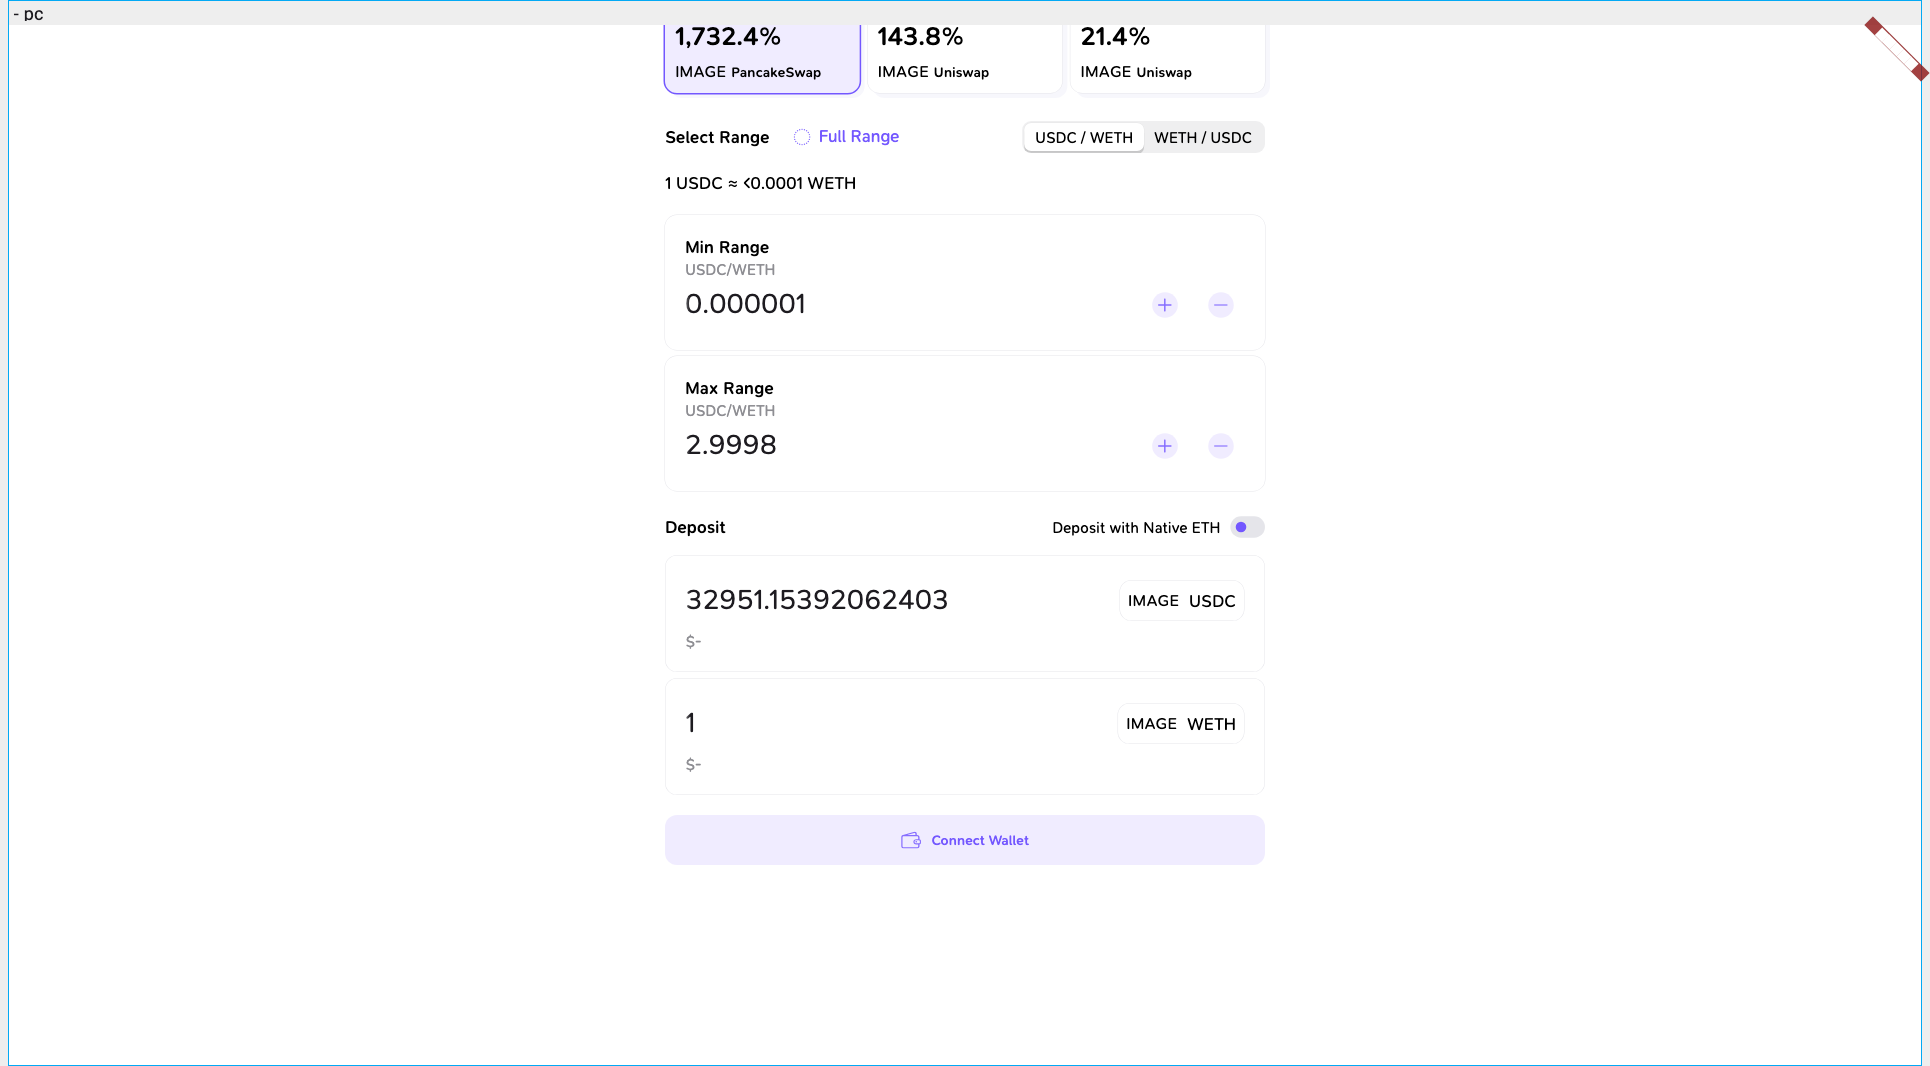 - pc
1,732.4% 143.8% 21.4%
IMAGE PancakeSwap IMAGE Uniswap IMAGE Uniswap
Select Range Full Range USDC / WETH WETH / USDC
1 USDC ≈ <0.0001 WETH
Min Range
USDC/WETH
0.000001
Max Range
USDC/WETH
2.9998
Deposit Deposit with Native ETH
32951.15392062403 IMAGE USDC
$-
1 IMAGE WETH
$-
Connect Wallet